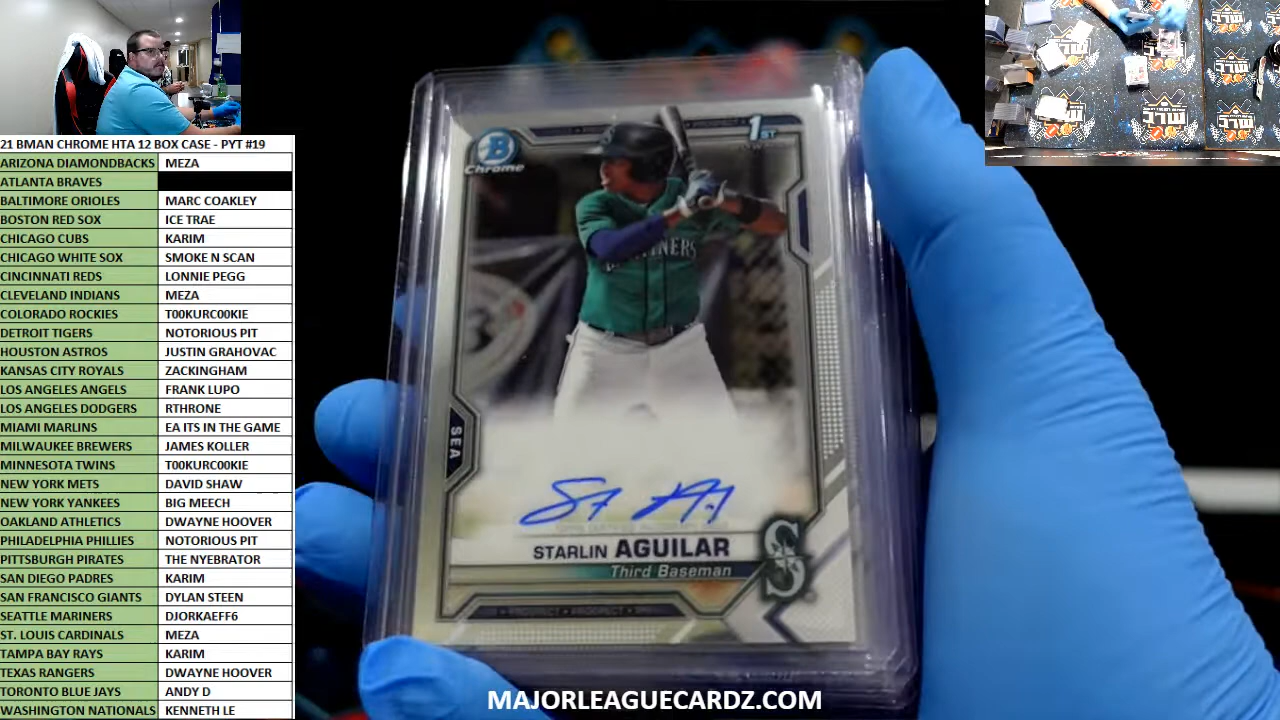 21 BMAN CHROME HTA 12 BOX CASE - PYT #19
ARIZONA DIAMONDBACKS MEZA
ATLANTA BRAVES
BALTIMORE ORIOLES MARC COAKLEY
BOSTON RED SOX ICE TRAE
CHICAGO CUBS KARIM
CHICAGO WHITE SOX SMOKE N SCAN
CINCINNATI REDS LONNIE PEGG
CLEVELAND INDIANS MEZA
COLORADO ROCKIES T00KURC00KIE
DETROIT TIGERS NOTORIOUS PIT
HOUSTON ASTROS JUSTIN GRAHOVAC
KANSAS CITY ROYALS ZACKINGHAM
LOS ANGELES ANGELS FRANK LUPO
LOS ANGELES DODGERS RTHRONE
MIAMI MARLINS EA ITS IN THE GAME
MILWAUKEE BREWERS JAMES KOLLER
MINNESOTA TWINS T00KURC00KIE
NEW YORK METS DAVID SHAW
NEW YORK YANKEES BIG MEECH
OAKLAND ATHLETICS DWAYNE HOOVER
PHILADELPHIA PHILLIES NOTORIOUS PIT
PITTSBURGH PIRATES THE NYEBRATOR
SAN DIEGO PADRES KARIM
SAN FRANCISCO GIANTS DYLAN STEEN
SEATTLE MARINERS DJORKAEFF6
ST. LOUIS CARDINALS MEZA
TAMPA BAY RAYS KARIM
TEXAS RANGERS DWAYNE HOOVER
TORONTO BLUE JAYS ANDY D
WASHINGTON NATIONALS KENNETH LE
B
Chrome
1ST
SEA
STARLIN AGUILAR
Third Baseman
S
MAJORLEAGUECARDZ.COM